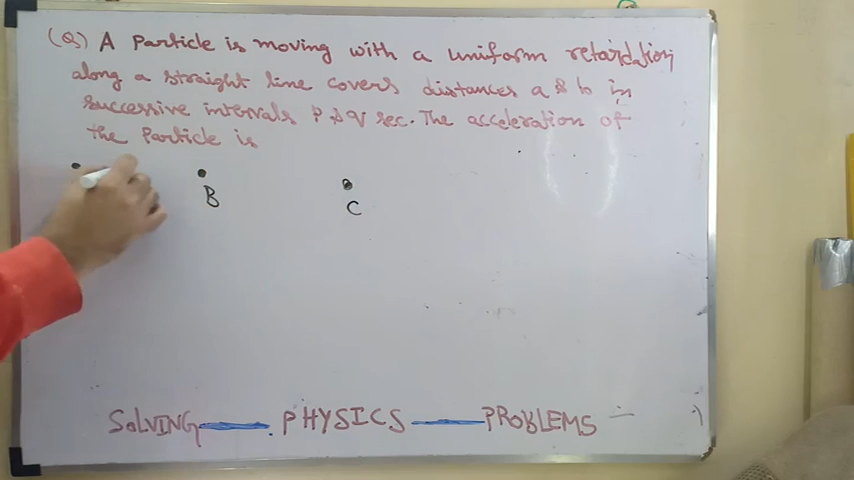 (Q) A Particle is moving with a uniform retardation
along a straight line covers distances a & b in
successive intervals P & q sec. The acceleration of
the Particle is
B
C
SOLVING PHYSICS PROBLEMS